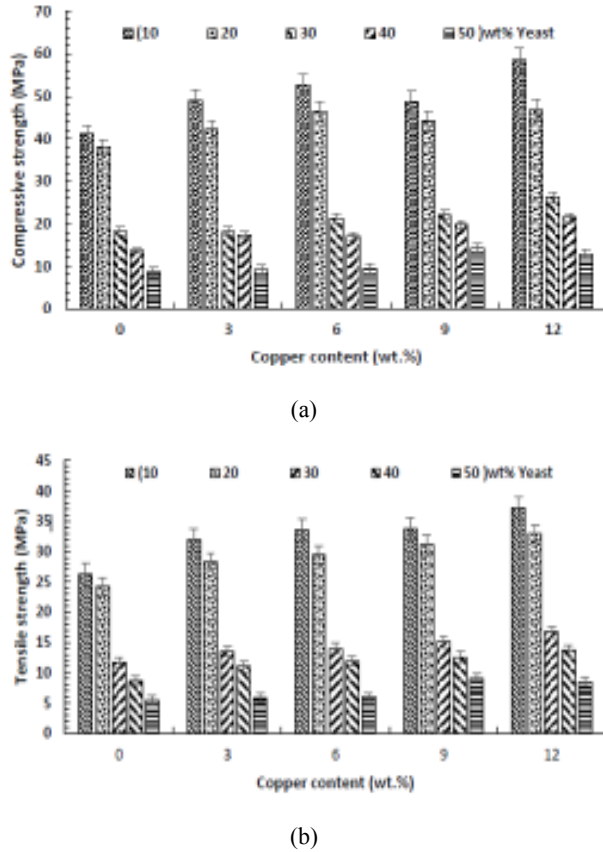 70
60
50
40
30
20
10
0
(10 20 30 40 50 )wt% Yeast
Compressive strength (MPa)
0 3 6 9 12
Copper content (wt.%)
(a)
45
40
35
30
25
20
15
10
5
0
(10 20 30 40 50 )wt% Yeast
Tensile strength (MPa)
0 3 6 9 12
Copper content (wt.%)
(b)